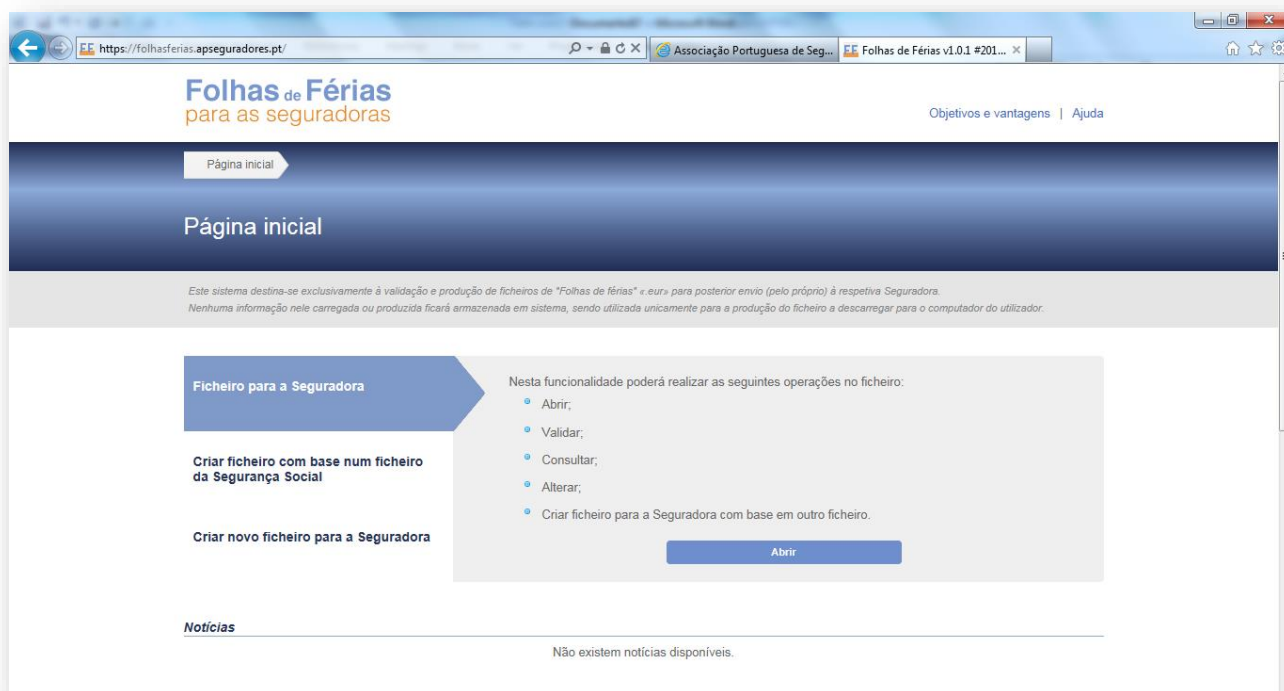 https://folhasferias.apseguradores.pt/
Associação Portuguesa de Seg...
FF Folhas de Férias v1.0.1 #201...
Folhas de Férias
para as seguradoras
Objetivos e vantagens | Ajuda
Página inicial
Página inicial
Este sistema destina-se exclusivamente à validação e produção de ficheiros de "Folhas de férias" «.eur» para posterior envio (pelo próprio) à respetiva Seguradora.
Nenhuma informação nele carregada ou produzida ficará armazenada em sistema, sendo utilizada unicamente para a produção do ficheiro a descarregar para o computador do utilizador.
Ficheiro para a Seguradora
Criar ficheiro com base num ficheiro
da Segurança Social
Criar novo ficheiro para a Seguradora
Nesta funcionalidade poderá realizar as seguintes operações no ficheiro:
Abrir;
Validar;
Consultar;
Alterar;
Criar ficheiro para a Seguradora com base em outro ficheiro.
Abrir
Notícias
Não existem notícias disponíveis.